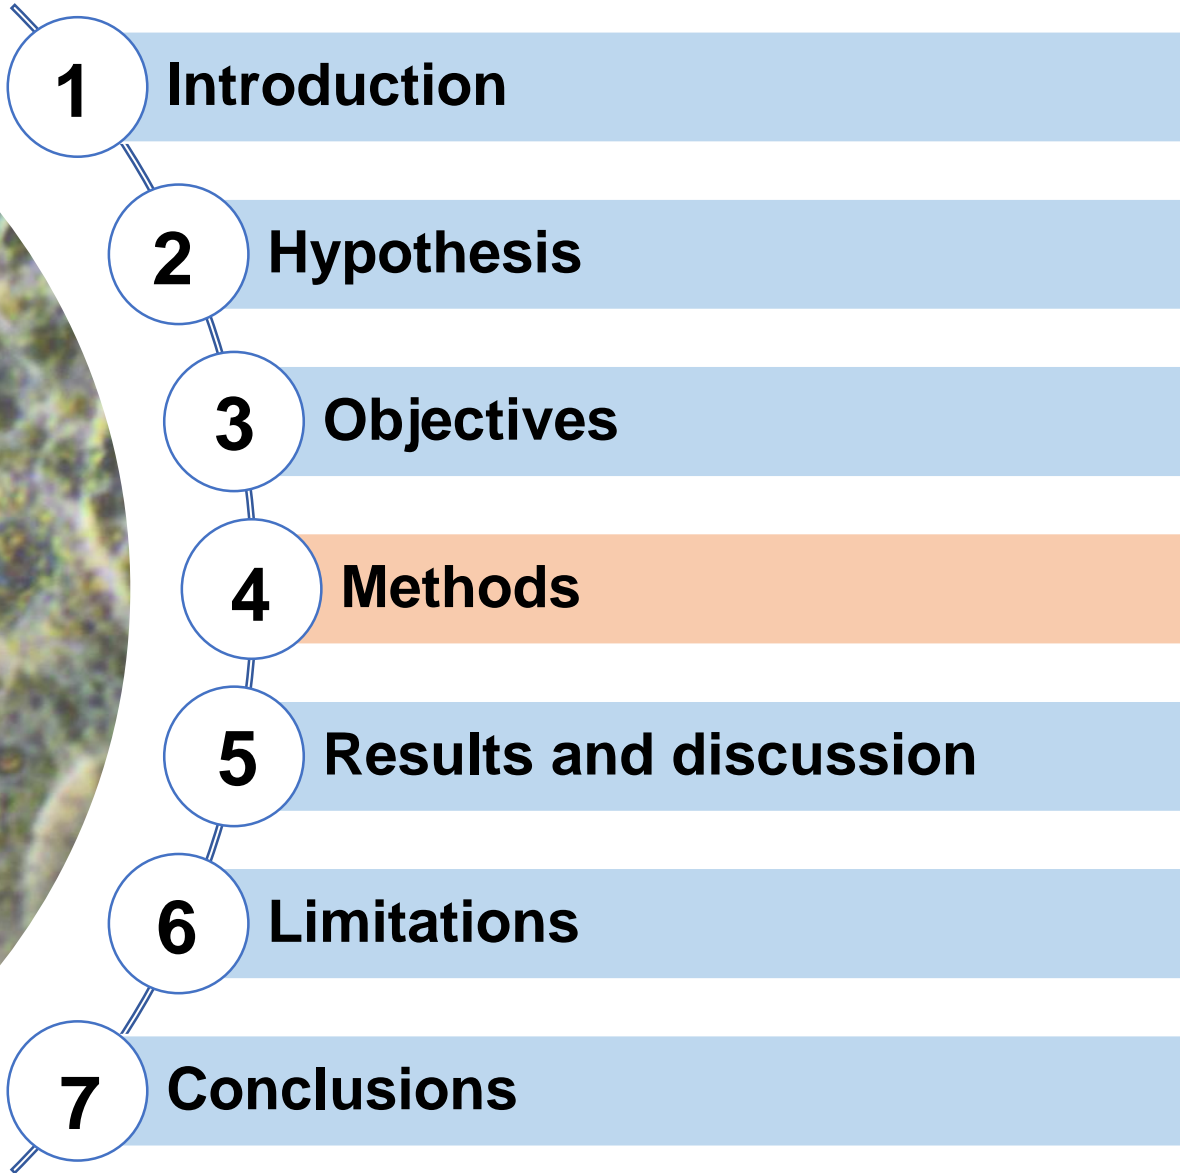 1 Introduction
2 Hypothesis
3 Objectives
4 Methods
5 Results and discussion
6 Limitations
7 Conclusions